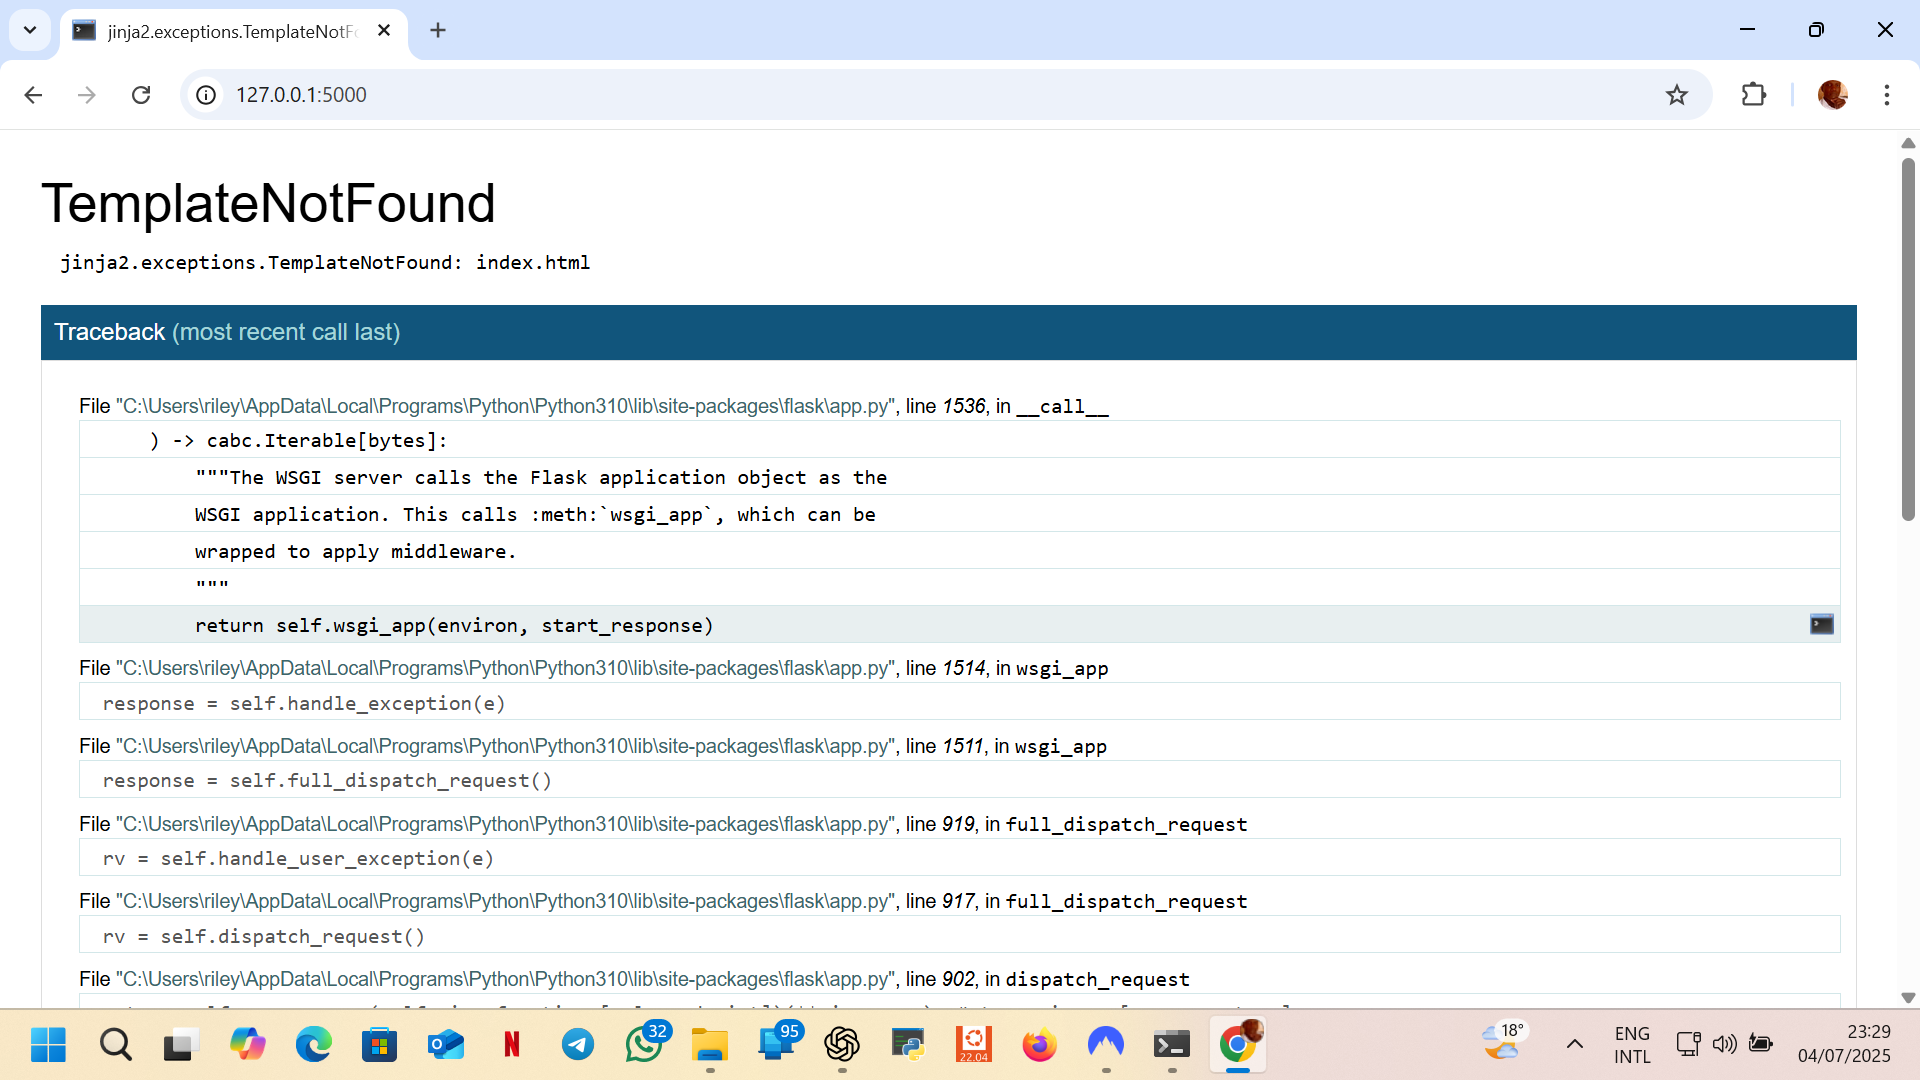 jinja2.exceptions.TemplateNotF
127.0.0.1:5000
TemplateNotFound
jinja2.exceptions.TemplateNotFound: index.html
Traceback (most recent call last)
File "C:\Users\riley\AppData\Local\Programs\Python\Python310\lib\site-packages\flask\app.py", line 1536, in __call__
) -> cabc.Iterable[bytes]:
"""The WSGI server calls the Flask application object as the
WSGI application. This calls :meth:`wsgi_app`, which can be
wrapped to apply middleware.
"""
return self.wsgi_app(environ, start_response)
File "C:\Users\riley\AppData\Local\Programs\Python\Python310\lib\site-packages\flask\app.py", line 1514, in wsgi_app
response = self.handle_exception(e)
File "C:\Users\riley\AppData\Local\Programs\Python\Python310\lib\site-packages\flask\app.py", line 1511, in wsgi_app
response = self.full_dispatch_request()
File "C:\Users\riley\AppData\Local\Programs\Python\Python310\lib\site-packages\flask\app.py", line 919, in full_dispatch_request
rv = self.handle_user_exception(e)
File "C:\Users\riley\AppData\Local\Programs\Python\Python310\lib\site-packages\flask\app.py", line 917, in full_dispatch_request
rv = self.dispatch_request()
File "C:\Users\riley\AppData\Local\Programs\Python\Python310\lib\site-packages\flask\app.py", line 902, in dispatch_request
32
95
22.04
18°
ENG
INTL
23:29
04/07/2025